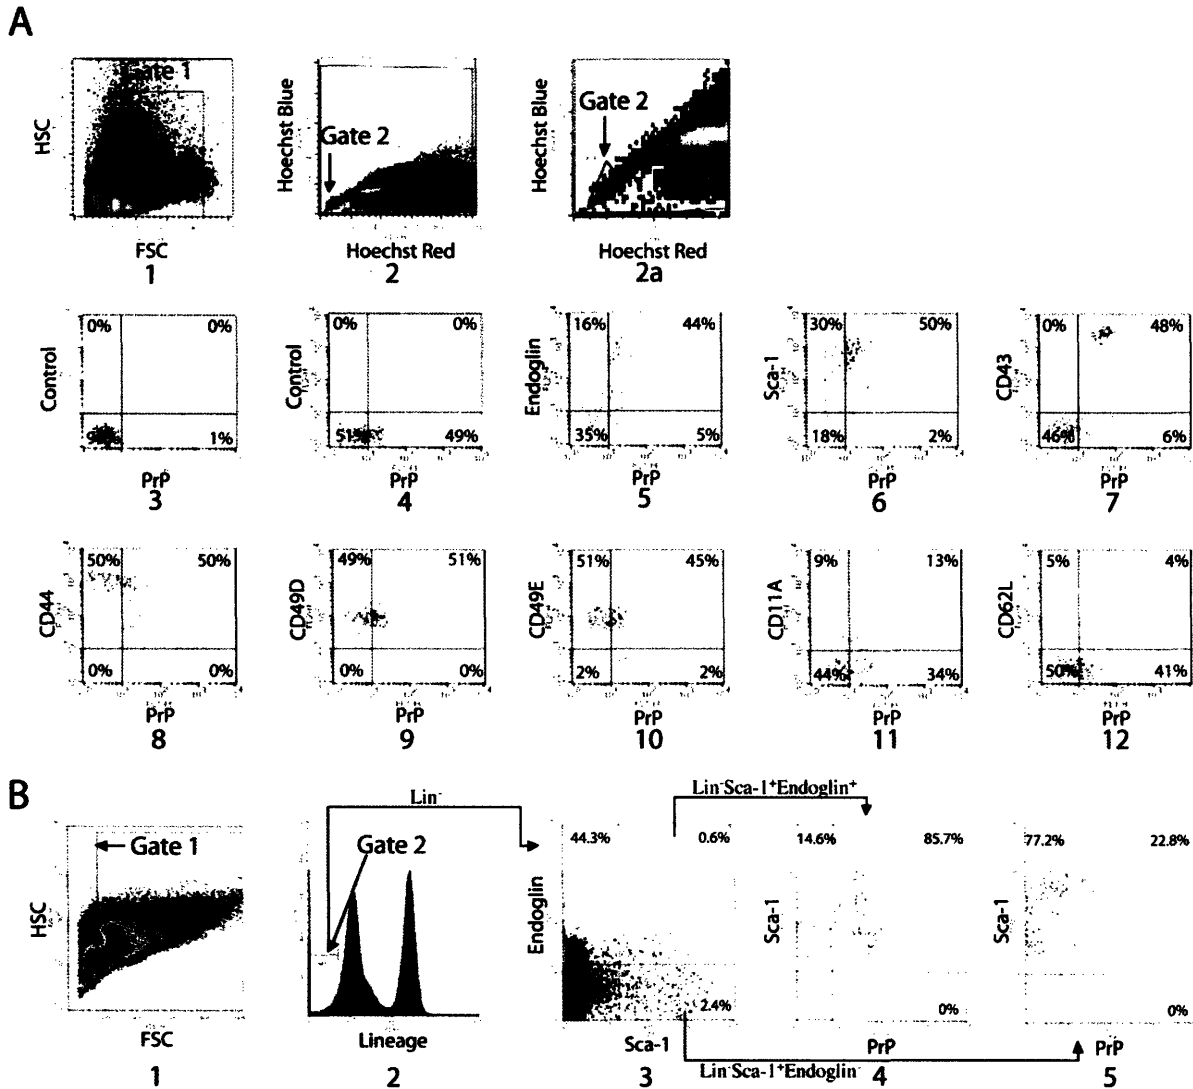 A
Gate 1
HSC
FSC
1
Hoechst Blue
Gate 2
Hoechst Red
2
Hoechst Blue
Gate 2
Hoechst Red
2a
Control
0% 0%
1%
PrP
3
Control
0% 0%
51% 49%
PrP
4
Endoglin
16% 44%
35% 5%
PrP
5
Sca-1
30% 50%
18% 2%
PrP
6
CD43
0% 48%
46% 6%
PrP
7
CD44
50% 50%
0% 0%
PrP
8
CD49D
49% 51%
0% 0%
PrP
9
CD49E
51% 45%
2% 2%
PrP
10
CD11A
9% 13%
44% 34%
PrP
11
CD62L
5% 4%
50% 41%
PrP
12
B
Gate 1
HSC
FSC
1
Lin-
Gate 2
Lineage
2
Endoglin
44.3% 0.6%
2.4%
Sca-1
3
Lin-Sca-1+Endoglin+
Sca-1
14.6% 85.7%
0%
PrP
4
Lin-Sca-1+Endoglin-
Sca-1
77.2% 22.8%
0%
PrP
5